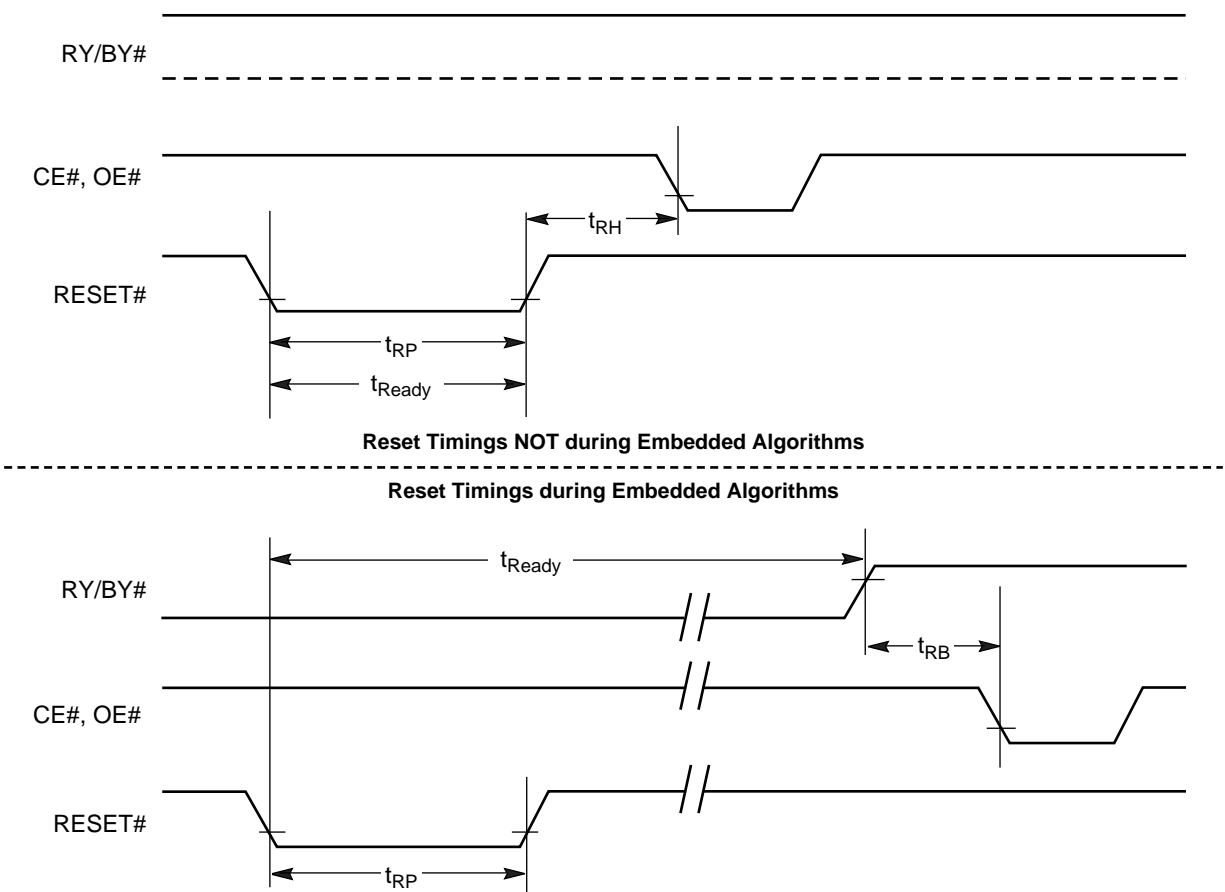 RY/BY#
CE#, OE#
tRH
RESET#
tRP
tReady
Reset Timings NOT during Embedded Algorithms
Reset Timings during Embedded Algorithms
tReady
RY/BY#
tRB
CE#, OE#
RESET#
tRP